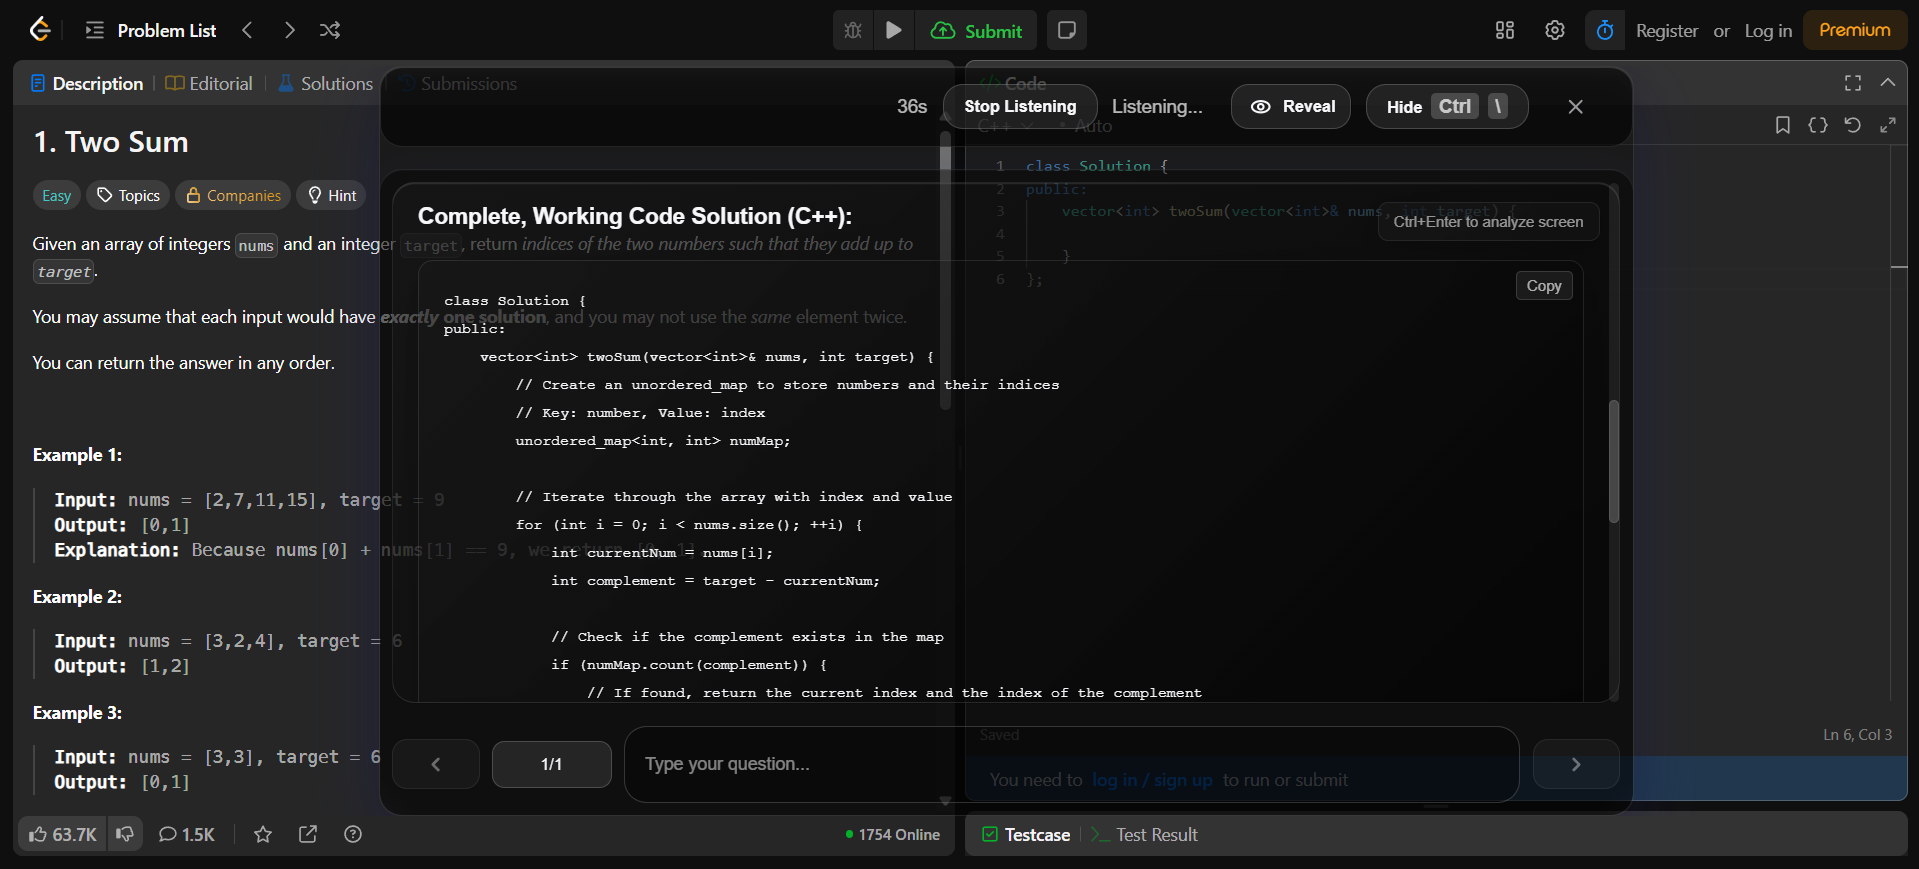 Problem List
Submit
Register or Log in Premium
Description Editorial Solutions Submissions
Code
36s Stop Listening Listening... Reveal Hide Ctrl \
C++ Auto
1. Two Sum
Easy Topics Companies Hint
Given an array of integers nums and an integer target, return indices of the two numbers such that they add up to
target.
You may assume that each input would have exactly one solution, and you may not use the same element twice.
You can return the answer in any order.
Example 1:
Input: nums = [2,7,11,15], target = 9
Output: [0,1]
Explanation: Because nums[0] + nums[1] == 9, we return [0, 1].
Example 2:
Input: nums = [3,2,4], target = 6
Output: [1,2]
Example 3:
Input: nums = [3,3], target = 6
Output: [0,1]
63.7K 1.5K
1754 Online
1 class Solution {
2 public:
3 vector<int> twoSum(vector<int>& nums, int target) {
4
5 }
6 };
Ctrl+Enter to analyze screen
Complete, Working Code Solution (C++):
Copy
class Solution {
public:
vector<int> twoSum(vector<int>& nums, int target) {
// Create an unordered_map to store numbers and their indices
// Key: number, Value: index
unordered_map<int, int> numMap;
// Iterate through the array with index and value
for (int i = 0; i < nums.size(); ++i) {
int currentNum = nums[i];
int complement = target - currentNum;
// Check if the complement exists in the map
if (numMap.count(complement)) {
// If found, return the current index and the index of the complement
1/1
Type your question...
Saved
Ln 6, Col 3
You need to log in / sign up to run or submit
Testcase Test Result